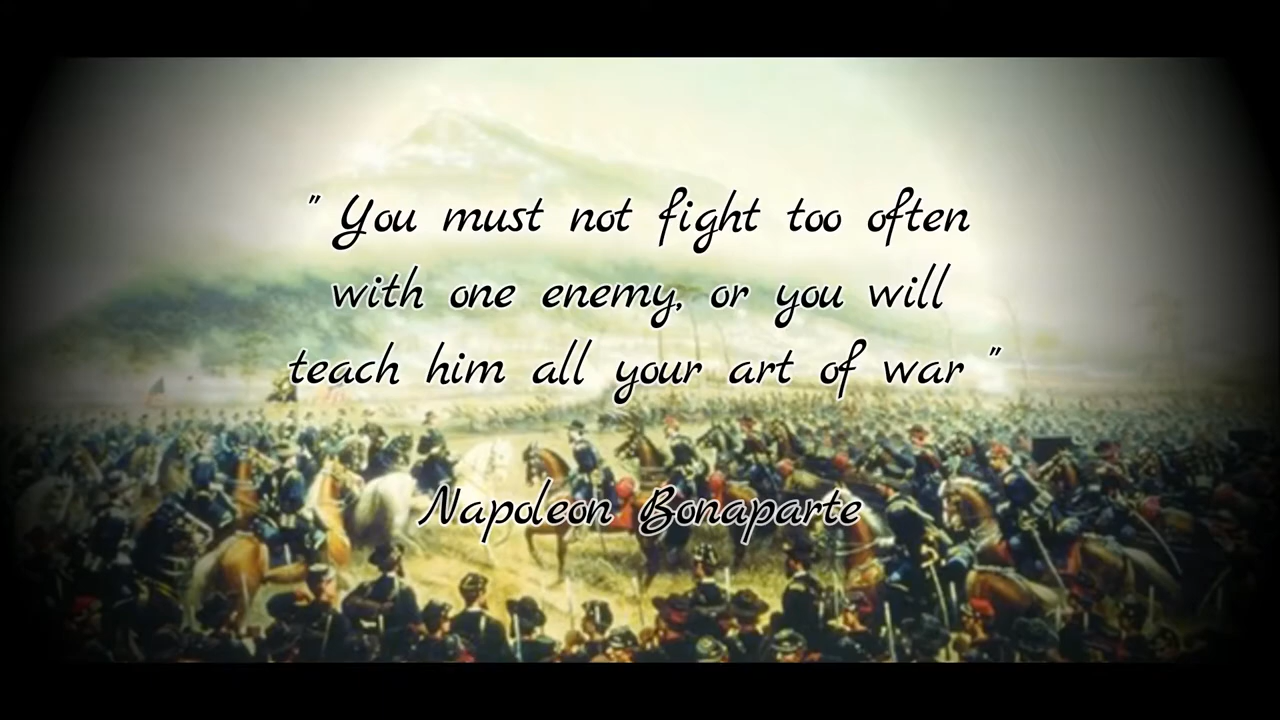 " You must not fight too often
with one enemy, or you will
teach him all your art of war "
Napoleon Bonaparte